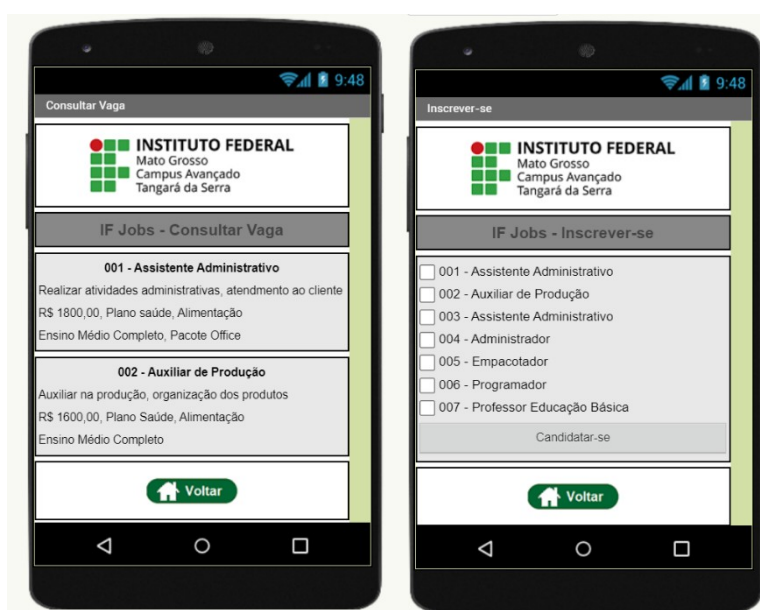 9:48
Consultar Vaga
INSTITUTO FEDERAL
Mato Grosso
Campus Avançado
Tangará da Serra
IF Jobs - Consultar Vaga
001 - Assistente Administrativo
Realizar atividades administrativas, atendmento ao cliente
R$ 1800,00, Plano saúde, Alimentação
Ensino Médio Completo, Pacote Office
002 - Auxiliar de Produção
Auxiliar na produção, organização dos produtos
R$ 1600,00, Plano Saúde, Alimentação
Ensino Médio Completo
Voltar
9:48
Inscrever-se
INSTITUTO FEDERAL
Mato Grosso
Campus Avançado
Tangará da Serra
IF Jobs - Inscrever-se
001 - Assistente Administrativo
002 - Auxiliar de Produção
003 - Assistente Administrativo
004 - Administrador
005 - Empacotador
006 - Programador
007 - Professor Educação Básica
Candidatar-se
Voltar